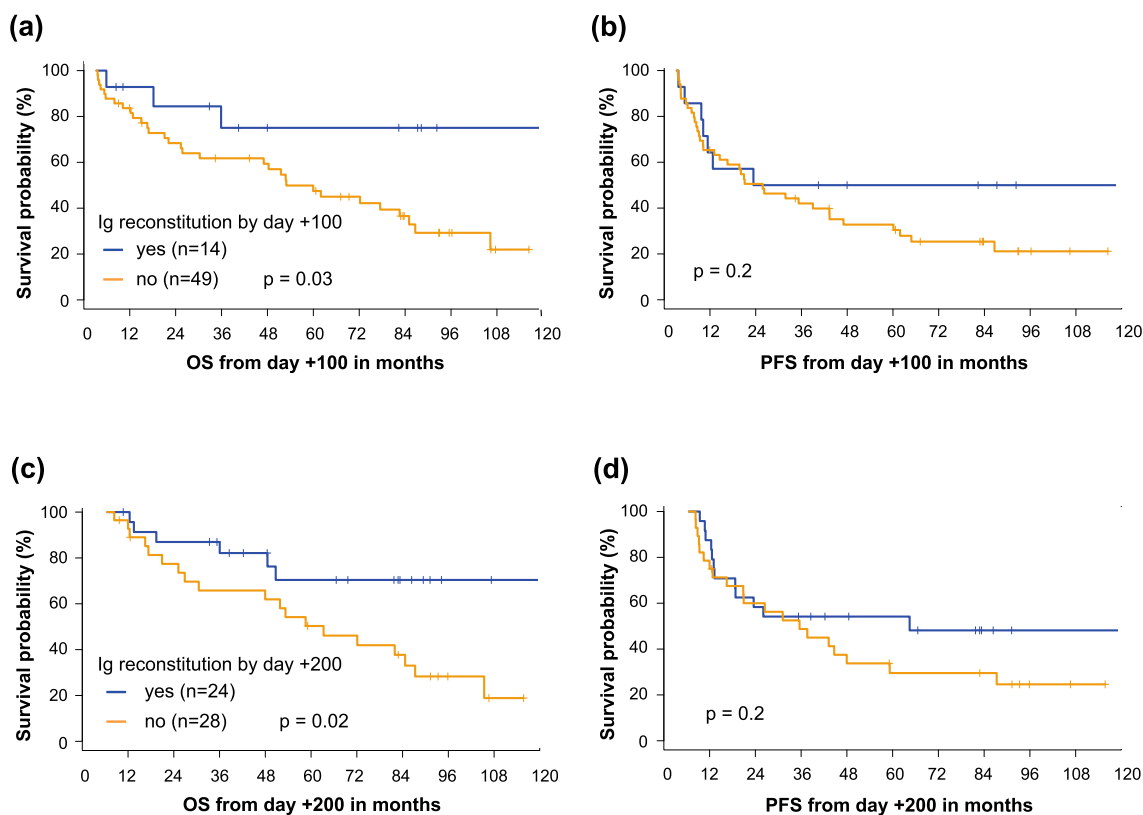 (a)
Survival probability (%)
100
80
60
40
20
0
Ig reconstitution by day +100
yes (n=14)
no (n=49) p = 0.03
0 12 24 36 48 60 72 84 96 108 120
OS from day +100 in months
(b)
Survival probability (%)
100
80
60
40
20
0
p = 0.2
0 12 24 36 48 60 72 84 96 108 120
PFS from day +100 in months
(c)
Survival probability (%)
100
80
60
40
20
0
Ig reconstitution by day +200
yes (n=24)
no (n=28) p = 0.02
0 12 24 36 48 60 72 84 96 108 120
OS from day +200 in months
(d)
Survival probability (%)
100
80
60
40
20
0
p = 0.2
0 12 24 36 48 60 72 84 96 108 120
PFS from day +200 in months